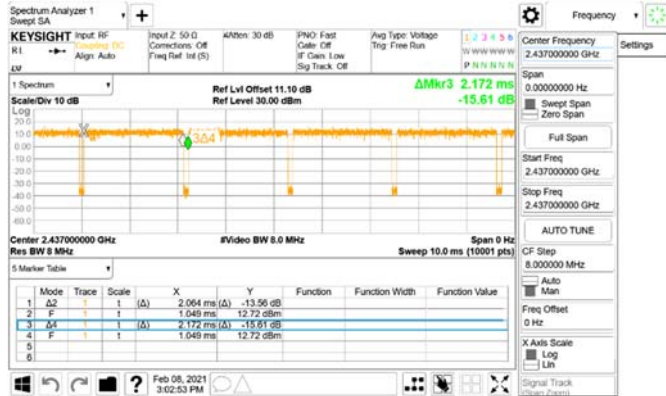 Spectrum Analyzer 1
Swept SA
+
Frequency
KEYSIGHT
Input: RF
Coupling: DC
Align: Auto
Input Z: 50 Ω
Corrections: Off
Freq Ref: Int (S)
#Atten: 30 dB
PNO: Fast
Gate: Off
IF Gain: Low
Sig Track: Off
Avg Type: Voltage
Trig: Free Run
1 2 3 4 5 6
W W W W W W
P N N N N N
RL
1 Spectrum
Scale/Div 10 dB
Log
Ref Lvl Offset 11.10 dB
Ref Level 30.00 dBm
ΔMkr3 2.172 ms
-15.61 dB
20.0
10.0
0.00
-10.0
-20.0
-30.0
-40.0
-50.0
-60.0
3Δ4
Center 2.437000000 GHz
Res BW 8 MHz
#Video BW 8.0 MHz
Span 0 Hz
Sweep 10.0 ms (10001 pts)
5 Marker Table
Mode Trace Scale X Y Function Function Width Function Value
1 Δ2 1 t (Δ) 2.064 ms (Δ) -13.56 dB
2 F 1 t 1.049 ms 12.72 dBm
3 Δ4 1 t (Δ) 2.172 ms (Δ) -15.61 dB
4 F 1 t 1.049 ms 12.72 dBm
5
6
?
Feb 08, 2021
3:02:53 PM
Center Frequency
2.437000000 GHz
Settings
Span
0.00000000 Hz
Swept Span
Zero Span
Full Span
Start Freq
2.437000000 GHz
Stop Freq
2.437000000 GHz
AUTO TUNE
CF Step
8.000000 MHz
Auto
Man
Freq Offset
0 Hz
X Axis Scale
Log
Lin
Signal Track
(Span Zoom)